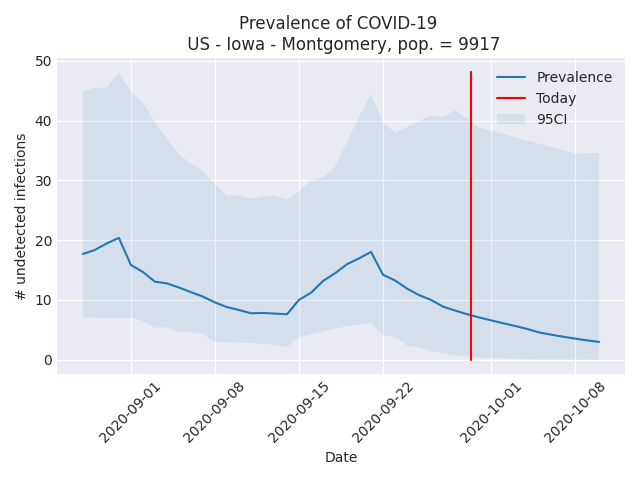 Prevalence of COVID-19
US - Iowa - Montgomery, pop. = 9917
50
40
30
20
10
0
# undetected infections
Prevalence
Today
95CI
2020-09-01
2020-09-08
2020-09-15
2020-09-22
2020-10-01
2020-10-08
Date